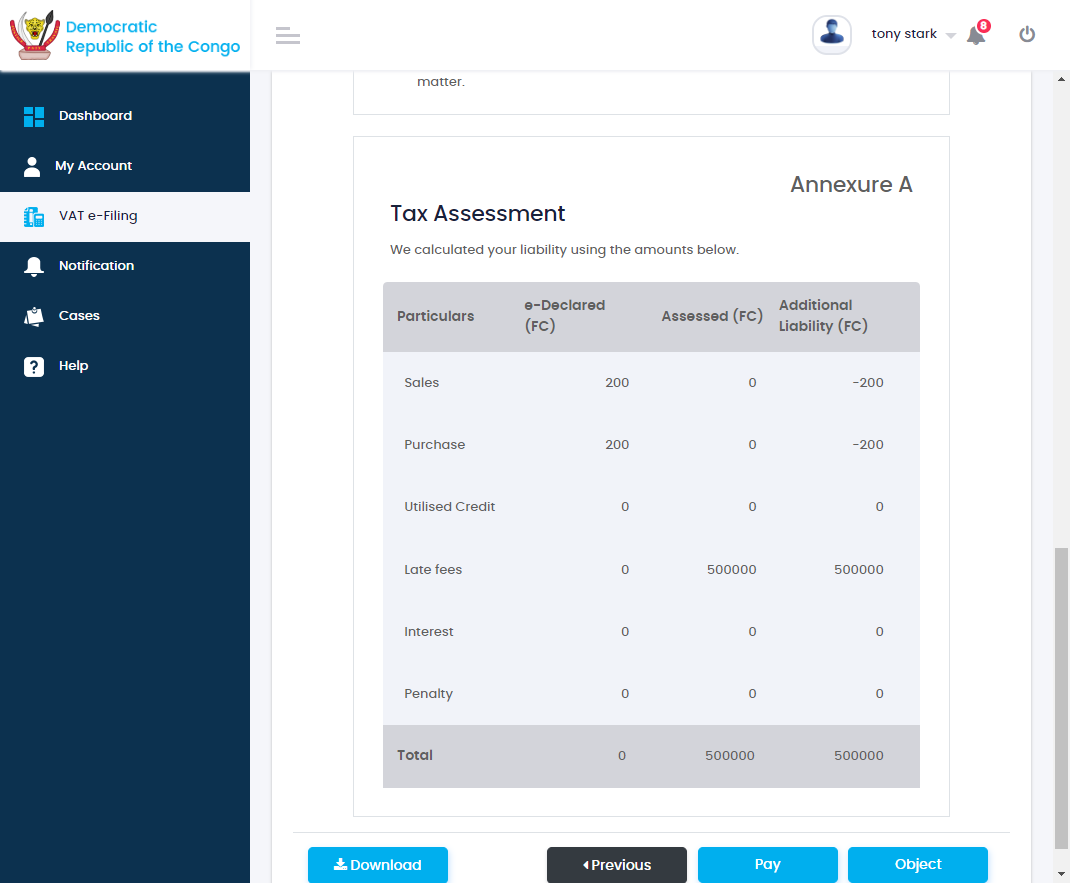 Democratic
Republic of the Congo
tony stark
8
Dashboard
My Account
VAT e-Filing
Notification
Cases
? Help
matter.
Annexure A
Tax Assessment
We calculated your liability using the amounts below.
Particulars e-Declared (FC) Assessed (FC) Additional Liability (FC)
Sales 200 0 -200
Purchase 200 0 -200
Utilised Credit 0 0 0
Late fees 0 500000 500000
Interest 0 0 0
Penalty 0 0 0
Total 0 500000 500000
Download Previous Pay Object